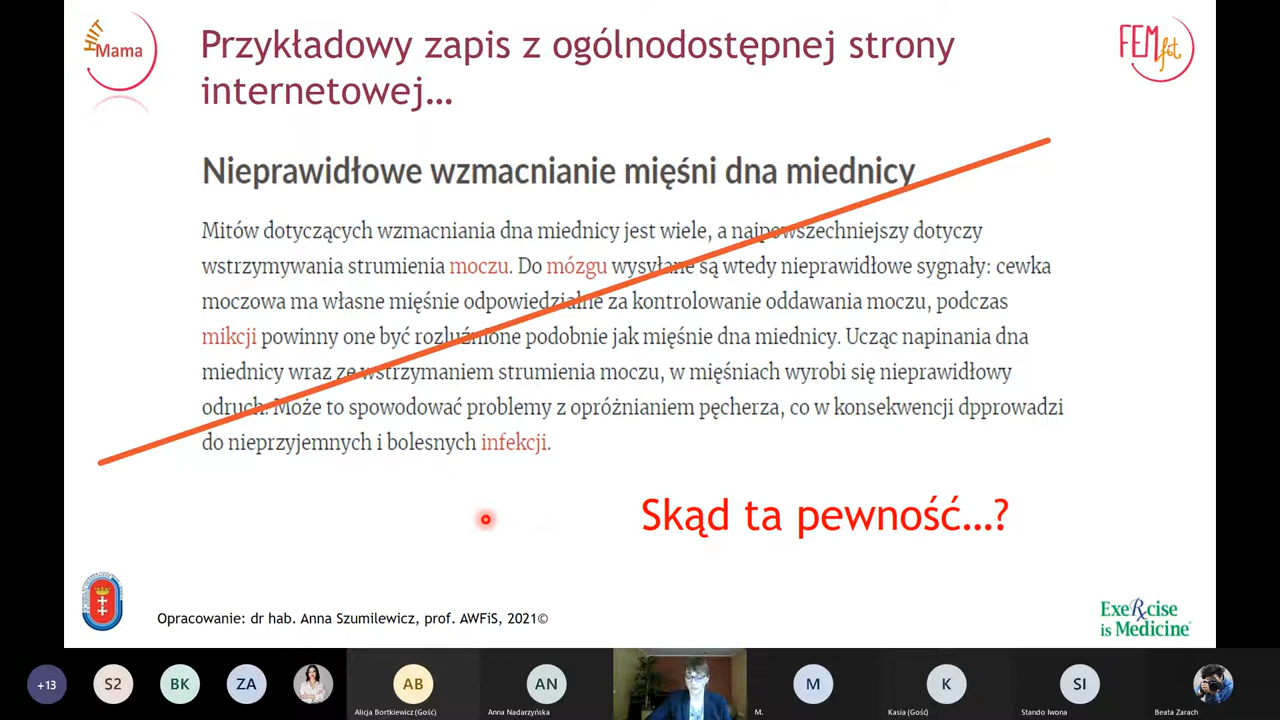 HIIT
Mama
Przykładowy zapis z ogólnodostępnej strony
internetowej…
FEM
fit
Nieprawidłowe wzmacnianie mięśni dna miednicy
Mitów dotyczących wzmacniania dna miednicy jest wiele, a najpowszechniejszy dotyczy
wstrzymywania strumienia moczu. Do mózgu wysyłane są wtedy nieprawidłowe sygnały: cewka
moczowa ma własne mięśnie odpowiedzialne za kontrolowanie oddawania moczu, podczas
mikcji powinny one być rozluźnione podobnie jak mięśnie dna miednicy. Ucząc napinania dna
miednicy wraz ze wstrzymaniem strumienia moczu, w mięśniach wyrobi się nieprawidłowy
odruch. Może to spowodować problemy z opróżnianiem pęcherza, co w konsekwencji dpprowadzi
do nieprzyjemnych i bolesnych infekcji.
Skąd ta pewność…?
Opracowanie: dr hab. Anna Szumilewicz, prof. AWFiS, 2021©
ExeRcise
is Medicine®
+13
S2
BK
ZA
AB
Alicja Bortkiewicz (Gość)
AN
Anna Nadarzyńska
M
M.
K
Kasia (Gość)
SI
Stando Iwona
Beata Zarach